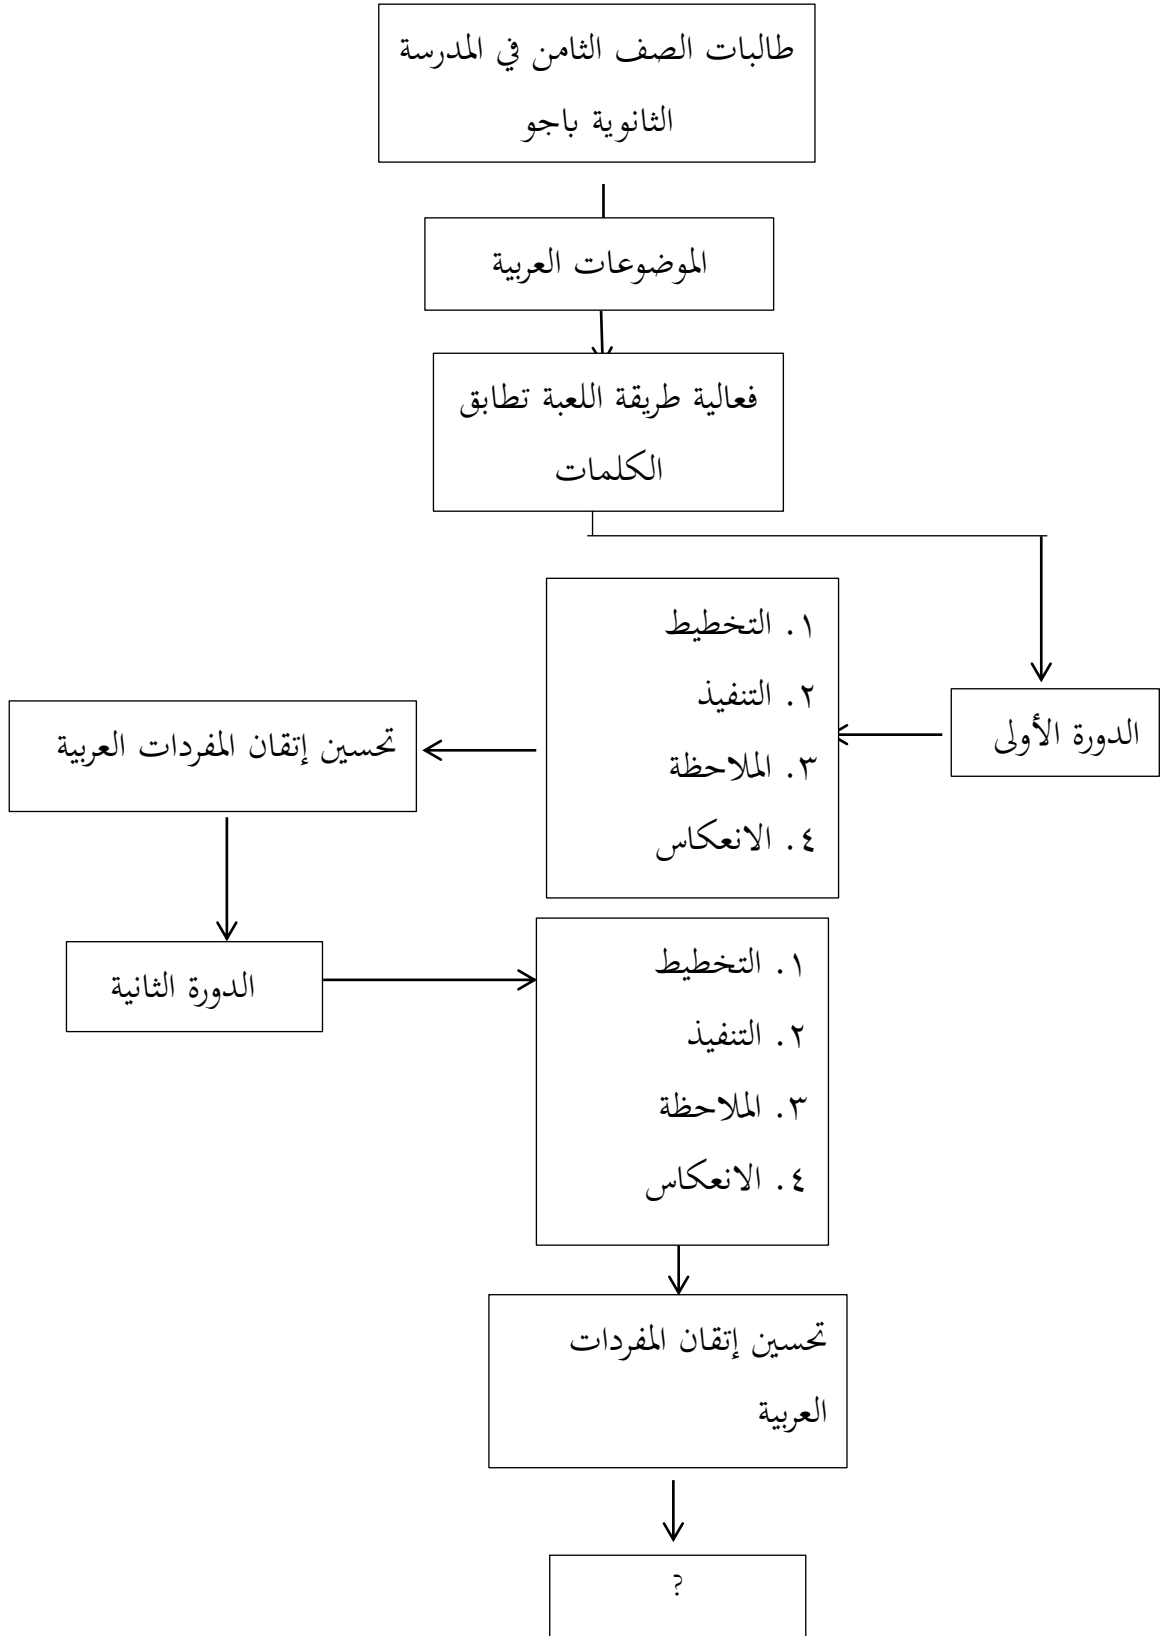 طالبات الصف الثامن في المدرسة
الثانوية باجو
الموضوعات العربية
فعالية طريقة اللعبة تطابق
الكلمات
الدورة الأولى
١. التخطيط
٢. التنفيذ
٣. الملاحظة
٤. الانعكاس
تحسين إتقان المفردات العربية
الدورة الثانية
١. التخطيط
٢. التنفيذ
٣. الملاحظة
٤. الانعكاس
تحسين إتقان المفردات
العربية
?